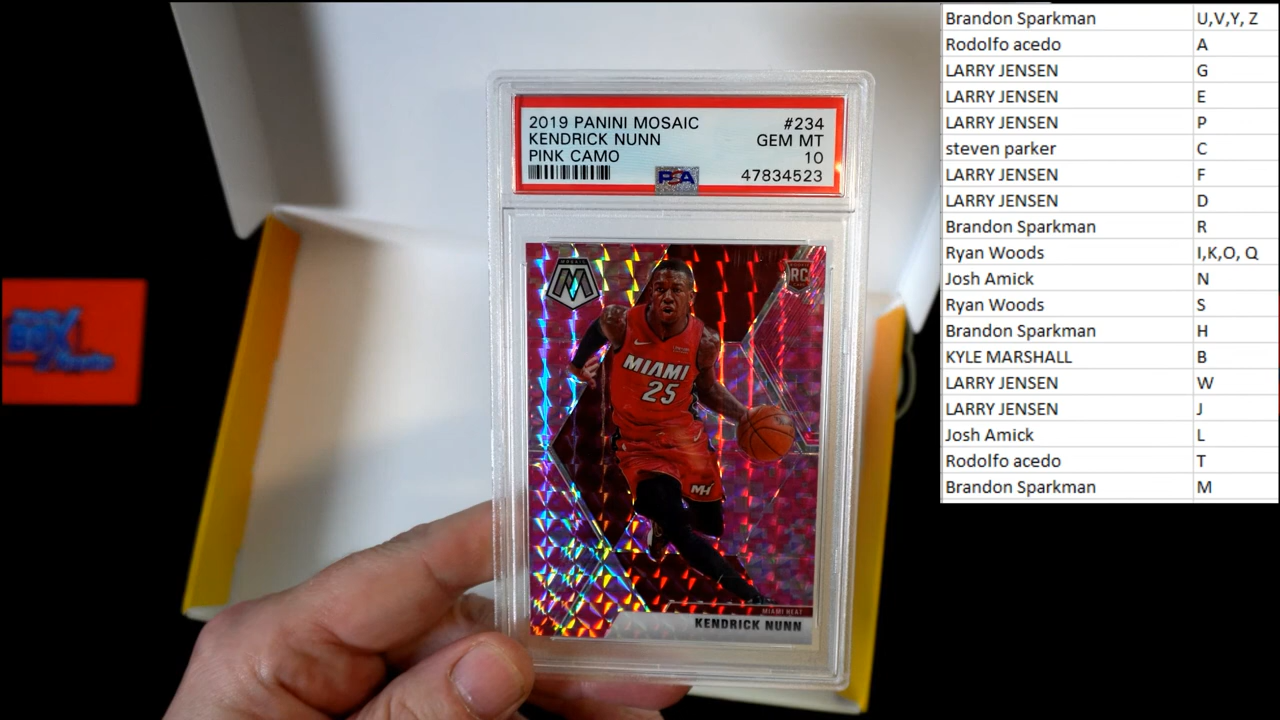 2019 PANINI MOSAIC #234
KENDRICK NUNN GEM MT
PINK CAMO 10
PSA 47834523
MOSAIC
M
RC
MIAMI
25
MH
MIAMI HEAT
KENDRICK NUNN
BOX
Brandon Sparkman U,V,Y, Z
Rodolfo acedo A
LARRY JENSEN G
LARRY JENSEN E
LARRY JENSEN P
steven parker C
LARRY JENSEN F
LARRY JENSEN D
Brandon Sparkman R
Ryan Woods I,K,O, Q
Josh Amick N
Ryan Woods S
Brandon Sparkman H
KYLE MARSHALL B
LARRY JENSEN W
LARRY JENSEN J
Josh Amick L
Rodolfo acedo T
Brandon Sparkman M